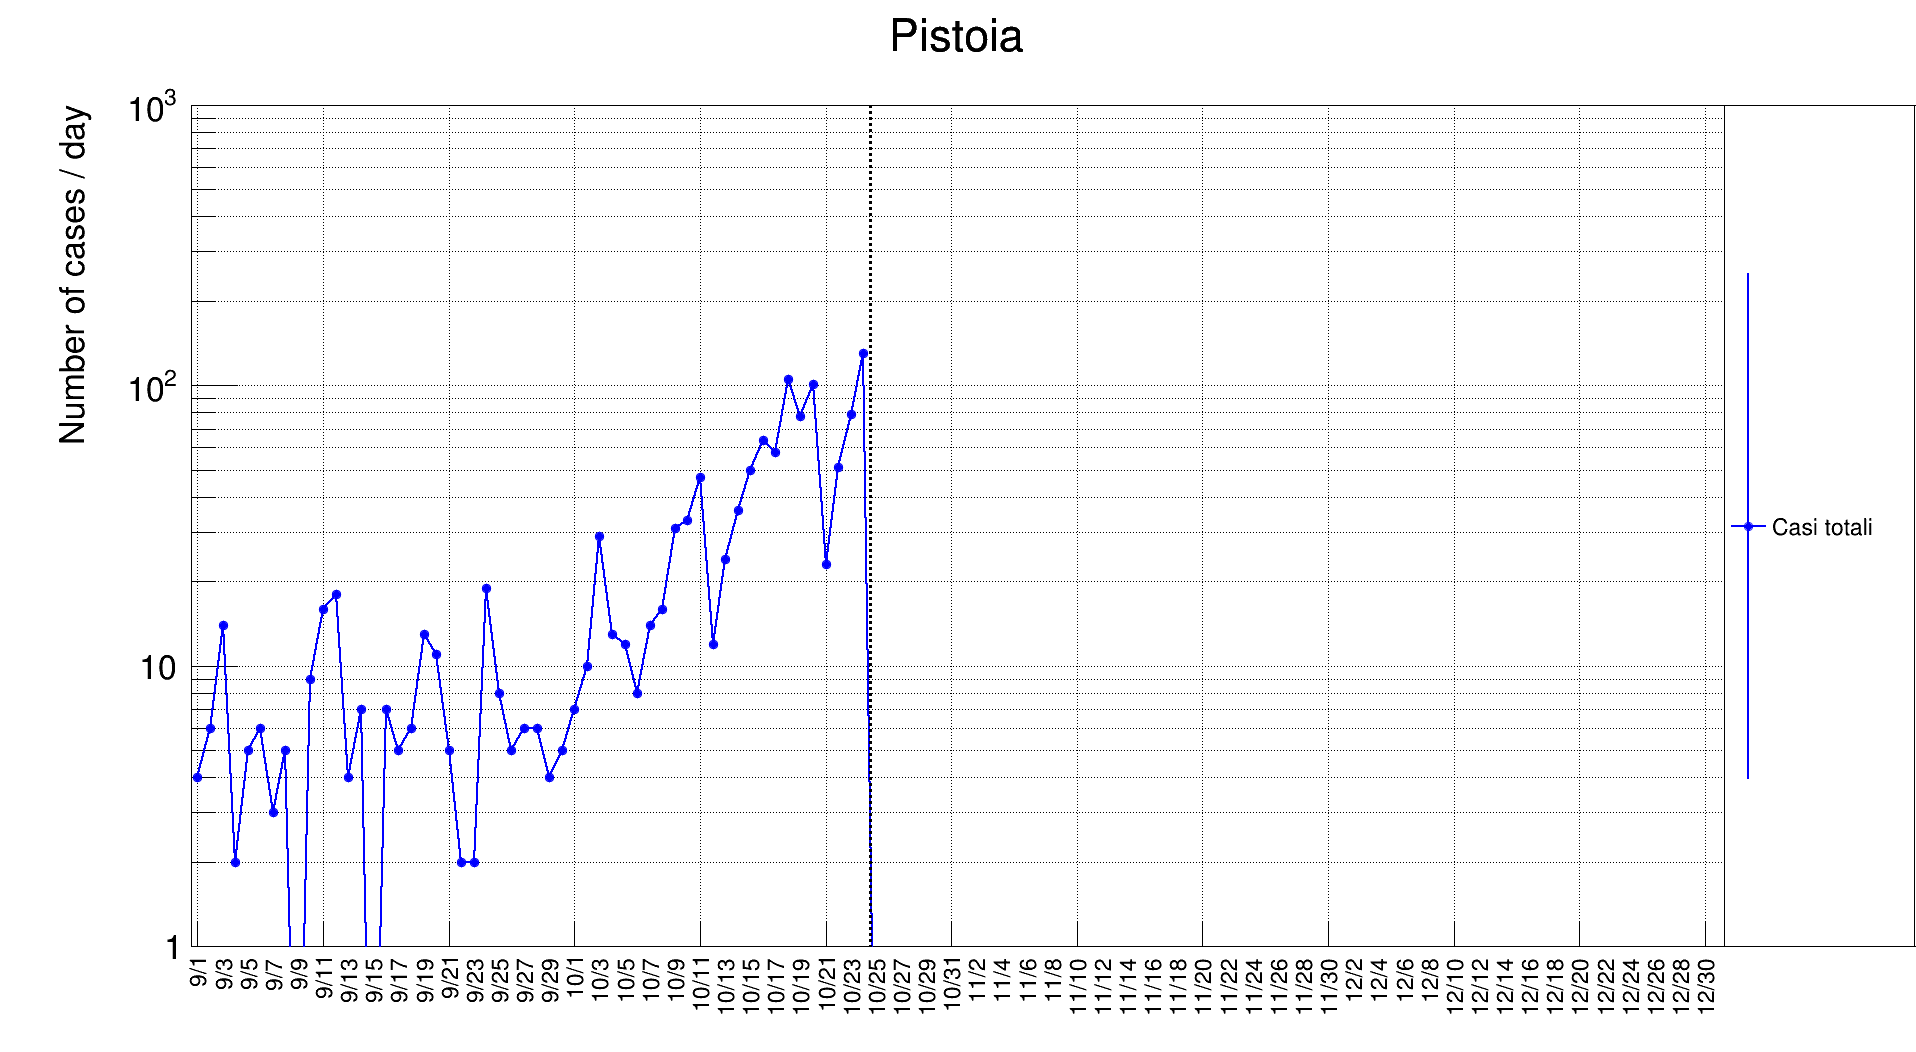 Pistoia
Number of cases / day
10³
10²
10
1
9/1 9/3 9/5 9/7 9/9 9/11 9/13 9/15 9/17 9/19 9/21 9/23 9/25 9/27 9/29 10/1 10/3 10/5 10/7 10/9 10/11 10/13 10/15 10/17 10/19 10/21 10/23 10/25 10/27 10/29 10/31 11/2 11/4 11/6 11/8 11/10 11/12 11/14 11/16 11/18 11/20 11/22 11/24 11/26 11/28 11/30 12/2 12/4 12/6 12/8 12/10 12/12 12/14 12/16 12/18 12/20 12/22 12/24 12/26 12/28 12/30
Casi totali